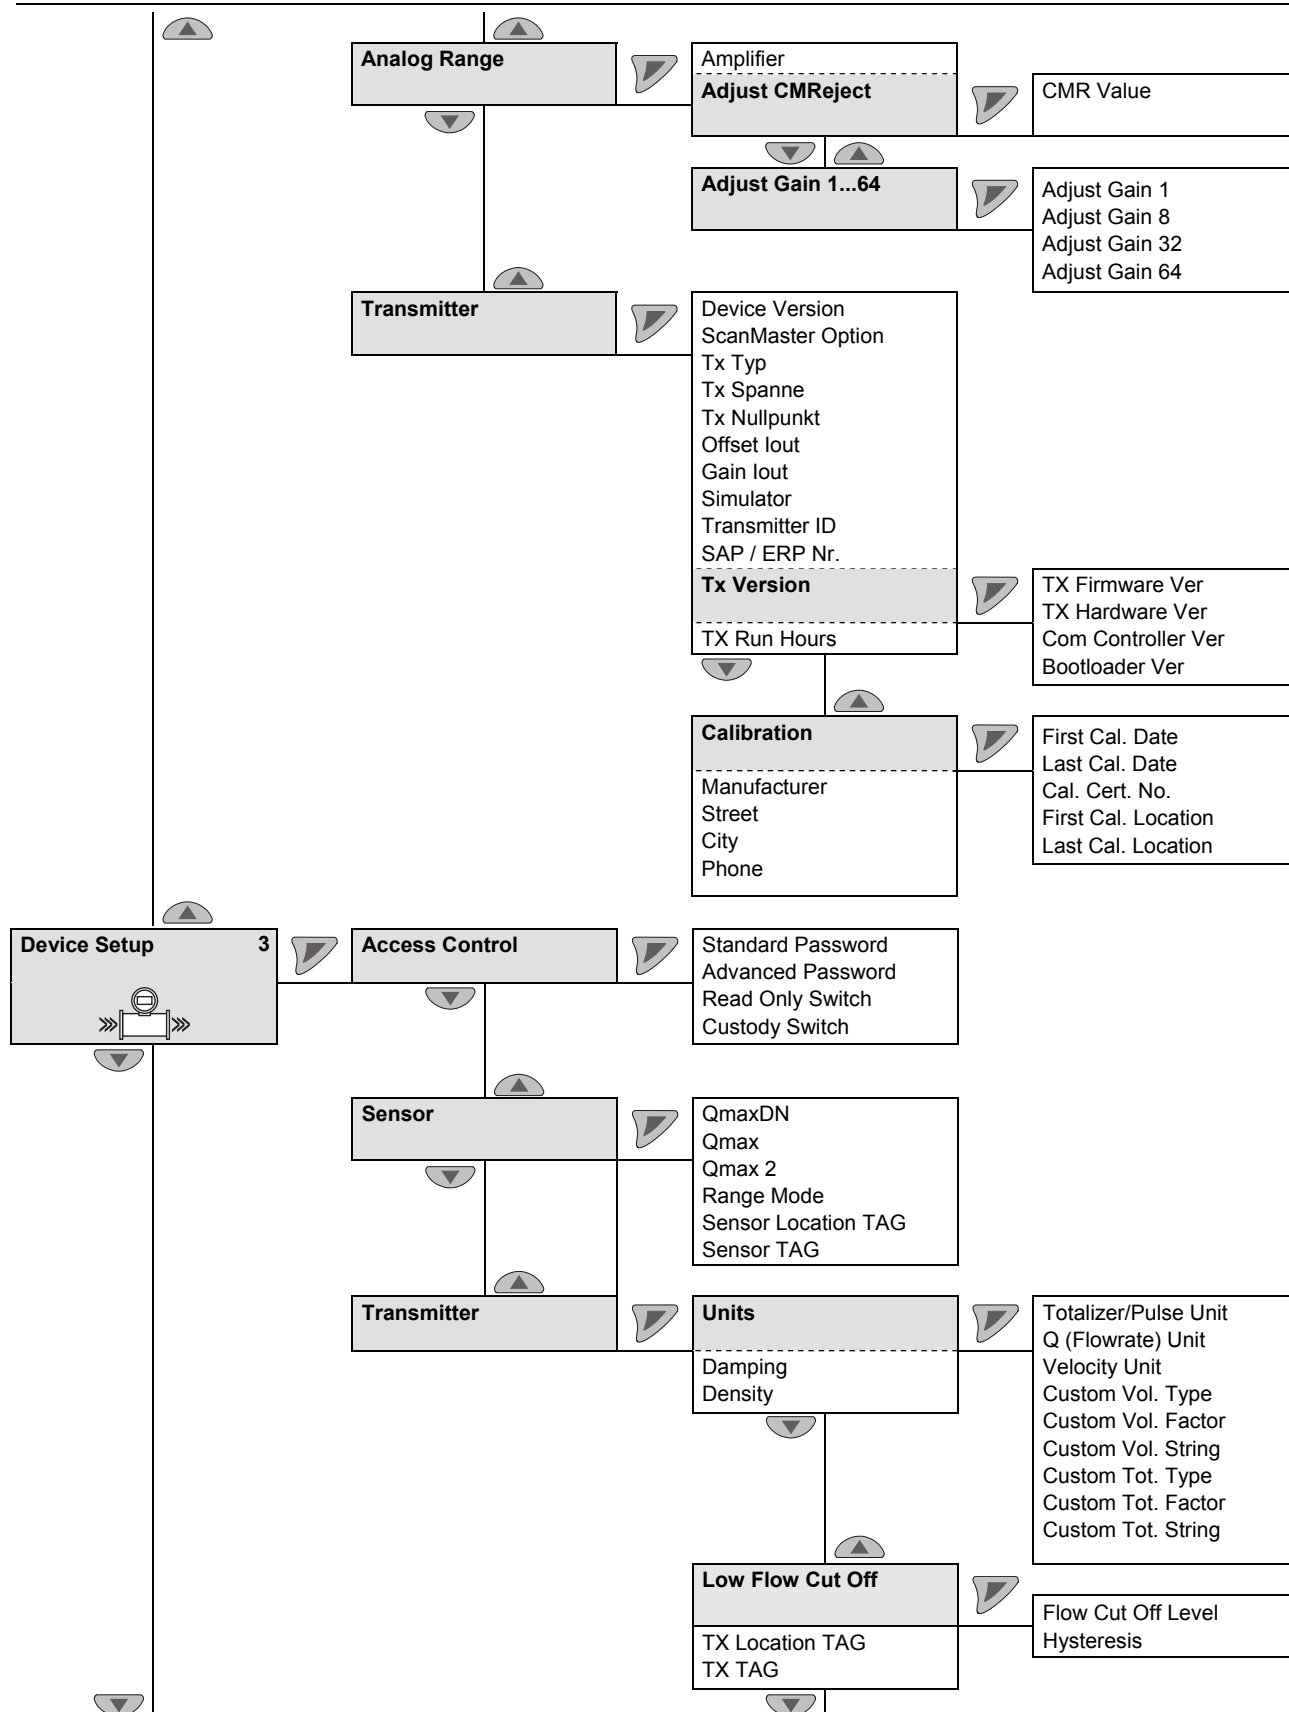 Analog Range
Amplifier
Adjust CMReject
CMR Value
Adjust Gain 1...64
Adjust Gain 1
Adjust Gain 8
Adjust Gain 32
Adjust Gain 64
Transmitter
Device Version
ScanMaster Option
Tx Typ
Tx Spanne
Tx Nullpunkt
Offset Iout
Gain Iout
Simulator
Transmitter ID
SAP / ERP Nr.
Tx Version
TX Run Hours
TX Firmware Ver
TX Hardware Ver
Com Controller Ver
Bootloader Ver
Calibration
Manufacturer
Street
City
Phone
First Cal. Date
Last Cal. Date
Cal. Cert. No.
First Cal. Location
Last Cal. Location
Device Setup 3
Access Control
Standard Password
Advanced Password
Read Only Switch
Custody Switch
Sensor
QmaxDN
Qmax
Qmax 2
Range Mode
Sensor Location TAG
Sensor TAG
Transmitter
Units
Damping
Density
Totalizer/Pulse Unit
Q (Flowrate) Unit
Velocity Unit
Custom Vol. Type
Custom Vol. Factor
Custom Vol. String
Custom Tot. Type
Custom Tot. Factor
Custom Tot. String
Low Flow Cut Off
TX Location TAG
TX TAG
Flow Cut Off Level
Hysteresis